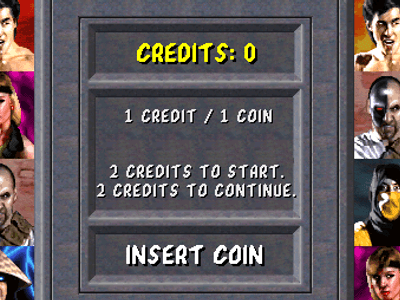 CREDITS: 0
1 CREDIT / 1 COIN
2 CREDITS TO START.
2 CREDITS TO CONTINUE.
INSERT COIN